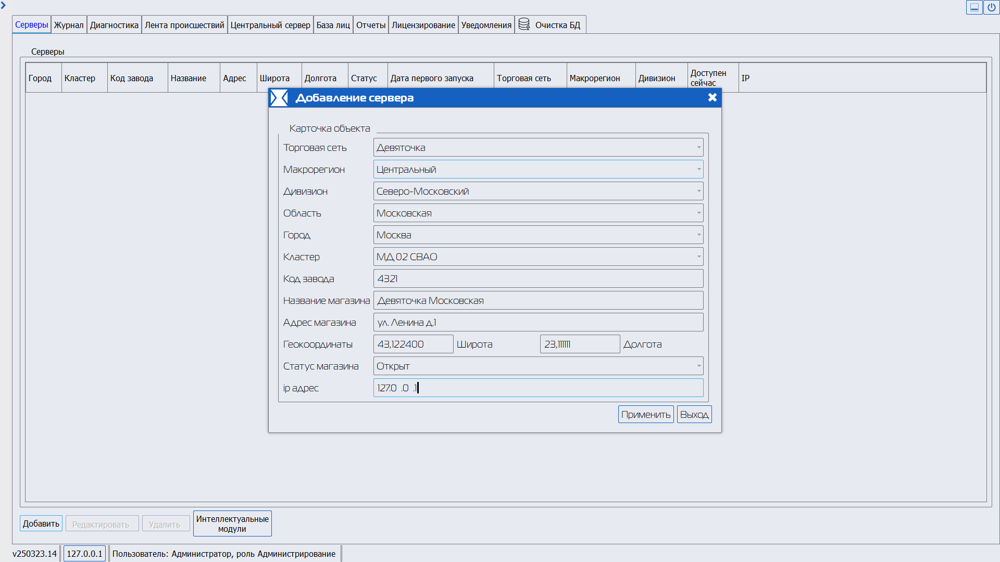 Серверы Журнал Диагностика Лента происшествий Центральный сервер База лиц Отчеты Лицензирование Уведомления Очистка БД
Серверы
Город Кластер Код завода Название Адрес Широта Долгота Статус Дата первого запуска Торговая сеть Макрорегион Дивизион Доступен сейчас IP
Добавление сервера
Карточка объекта
Торговая сеть Девяточка
Макрорегион Центральный
Дивизион Северо-Московский
Область Московская
Город Москва
Кластер МД 02 СВАО
Код завода 4321
Название магазина Девяточка Московская
Адрес магазина ул. Ленина д.1
Геокоординаты 43,122400 Широта 23,111111 Долгота
Статус магазина Открыт
ip адрес 127.0 .0 .1
Применить Выход
Добавить Редактировать Удалить Интеллектуальные модули
v250323.14 127.0.0.1 Пользователь: Администратор, роль Администрирование